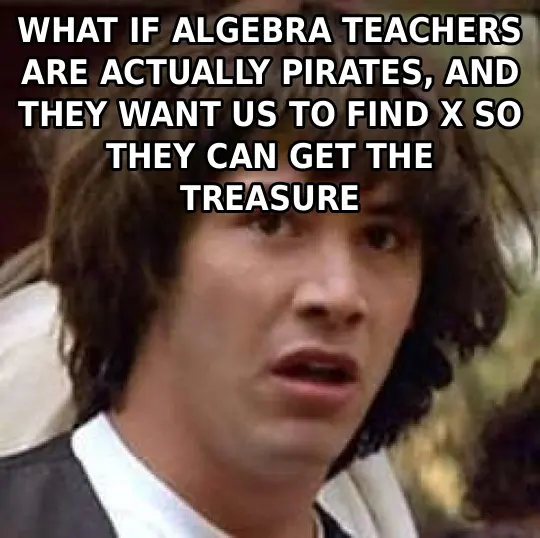 WHAT IF ALGEBRA TEACHERS
ARE ACTUALLY PIRATES, AND
THEY WANT US TO FIND X SO
THEY CAN GET THE
TREASURE